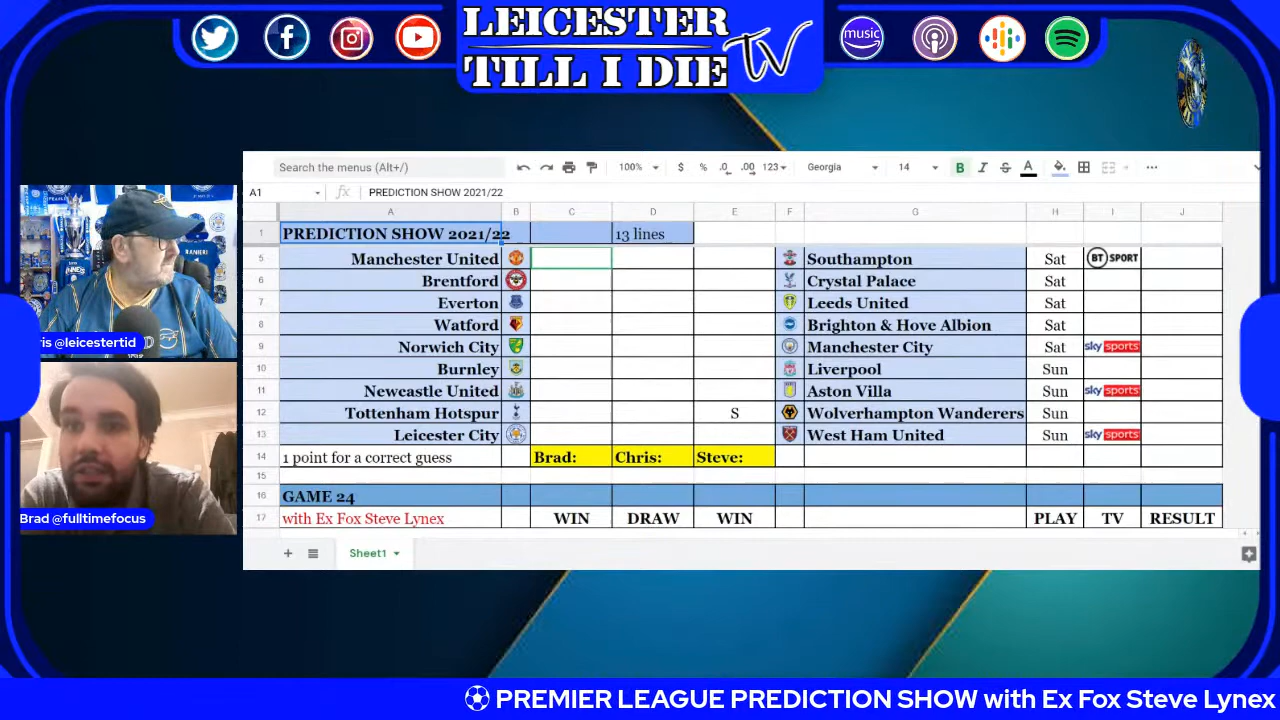 LEICESTER
TILL I DIE TV
music
Search the menus (Alt+/)
100% $ % .0 .00 123 Georgia 14 B I S A
A1 fx PREDICTION SHOW 2021/22
A B C D E F G H I J
1 PREDICTION SHOW 2021/22 13 lines
5 Manchester United Southampton Sat BT SPORT
6 Brentford Crystal Palace Sat
7 Everton Leeds United Sat
8 Watford Brighton & Hove Albion Sat
9 Norwich City Manchester City Sat sky sports
10 Burnley Liverpool Sun
11 Newcastle United Aston Villa Sun sky sports
12 Tottenham Hotspur S Wolverhampton Wanderers Sun
13 Leicester City West Ham United Sun sky sports
14 1 point for a correct guess Brad: Chris: Steve:
15
16 GAME 24
17 with Ex Fox Steve Lynex WIN DRAW WIN PLAY TV RESULT
Sheet1
RANIERI
ris @leicestertid
Brad @fulltimefocus
PREMIER LEAGUE PREDICTION SHOW with Ex Fox Steve Lynex